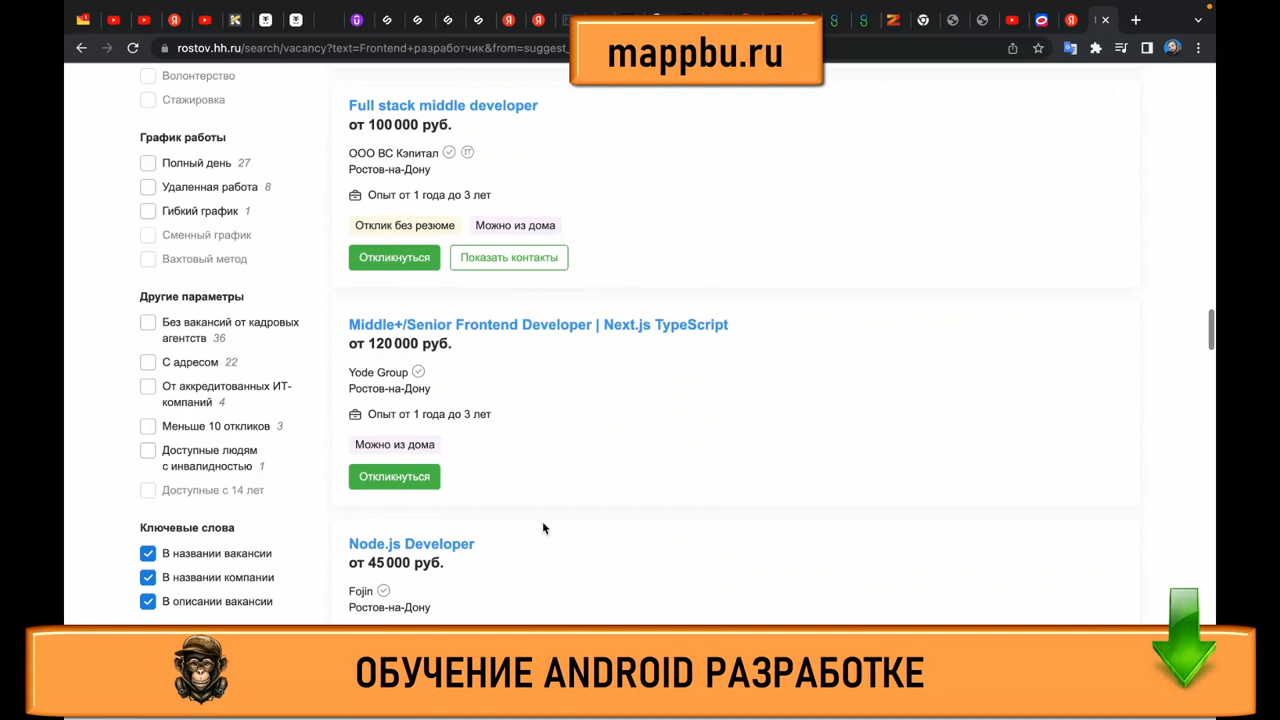 mappbu.ru
rostov.hh.ru/search/vacancy?text=Frontend+разработчик&from=suggest_
Волонтерство
Стажировка
График работы
Полный день 27
Удаленная работа 8
Гибкий график 1
Сменный график
Вахтовый метод
Другие параметры
Без вакансий от кадровых
агентств 36
С адресом 22
От аккредитованных ИТ-
компаний 4
Меньше 10 откликов 3
Доступные людям
с инвалидностью 1
Доступные с 14 лет
Ключевые слова
В названии вакансии
В названии компании
В описании вакансии
Full stack middle developer
от 100 000 руб.
ООО ВС Кэпитал
Ростов-на-Дону
Опыт от 1 года до 3 лет
Отклик без резюме Можно из дома
Откликнуться Показать контакты
Middle+/Senior Frontend Developer | Next.js TypeScript
от 120 000 руб.
Yode Group
Ростов-на-Дону
Опыт от 1 года до 3 лет
Можно из дома
Откликнуться
Node.js Developer
от 45 000 руб.
Fojin
Ростов-на-Дону
ОБУЧЕНИЕ ANDROID РАЗРАБОТКЕ